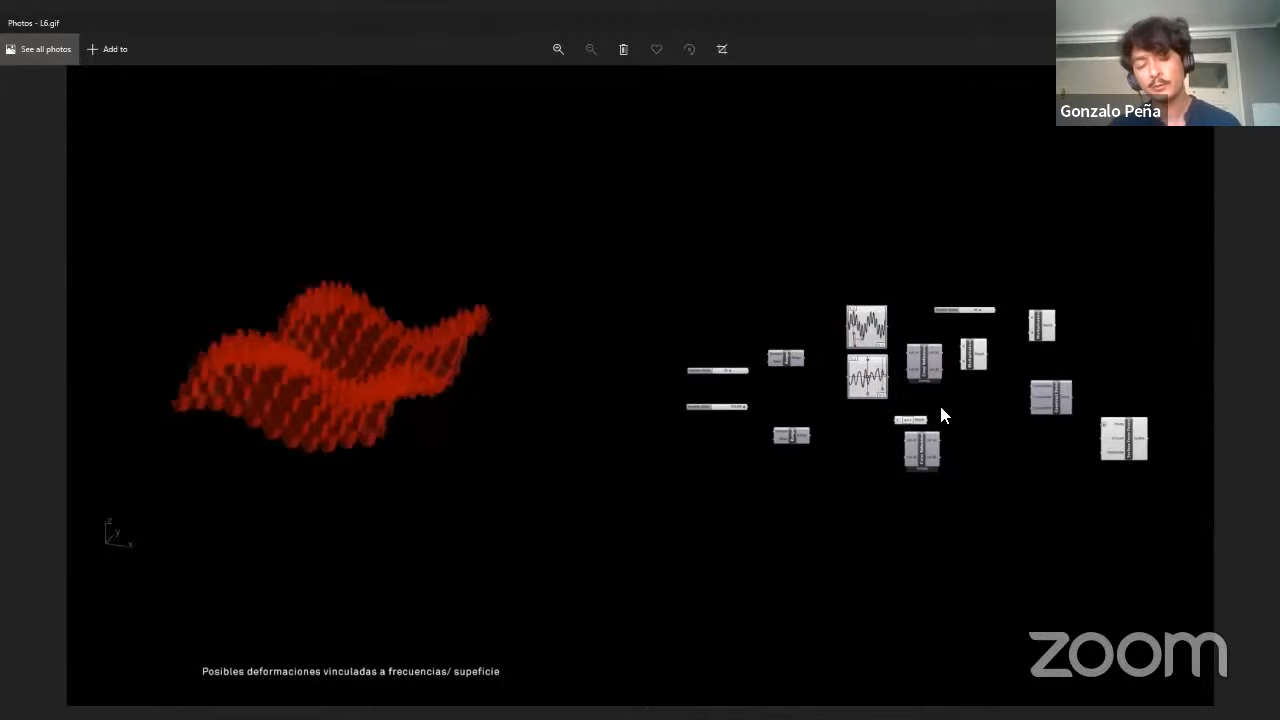 Photos - L6.gif
See all photos
Add to
Gonzalo Peña
z
y
x
Posibles deformaciones vinculadas a frecuencias/ supeficie
zoom